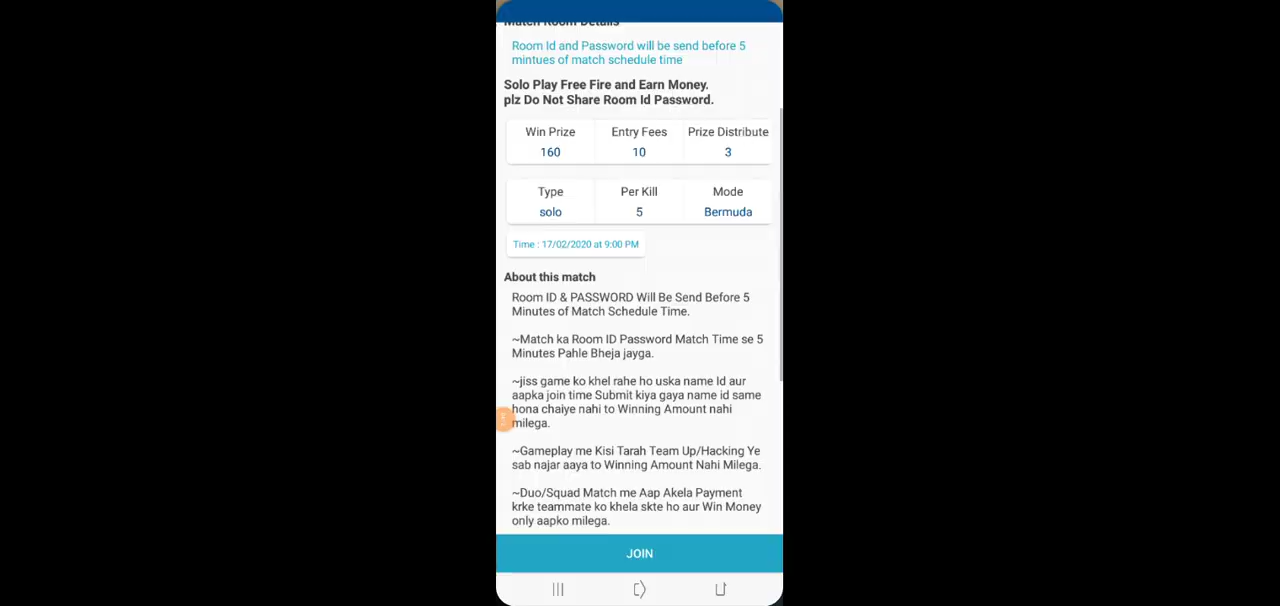 Match Room Details
Room Id and Password will be send before 5
mintues of match schedule time
Solo Play Free Fire and Earn Money.
plz Do Not Share Room Id Password.
Win Prize Entry Fees Prize Distribute
160 10 3
Type Per Kill Mode
solo 5 Bermuda
Time : 17/02/2020 at 9:00 PM
About this match
Room ID & PASSWORD Will Be Send Before 5
Minutes of Match Schedule Time.
~Match ka Room ID Password Match Time se 5
Minutes Pahle Bheja jayga.
~jiss game ko khel rahe ho uska name Id aur
aapka join time Submit kiya gaya name id same
hona chaiye nahi to Winning Amount nahi
milega.
~Gameplay me Kisi Tarah Team Up/Hacking Ye
sab najar aaya to Winning Amount Nahi Milega.
~Duo/Squad Match me Aap Akela Payment
krke teammate ko khela skte ho aur Win Money
only aapko milega.
JOIN